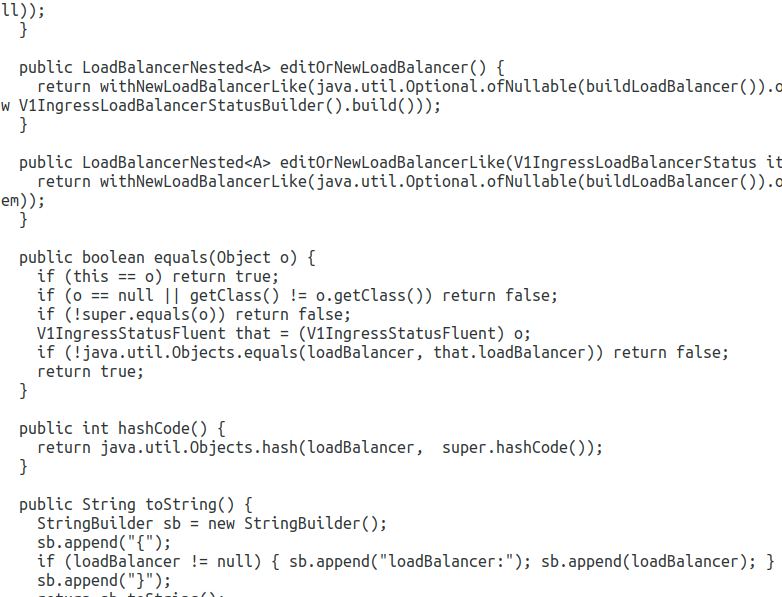 ll));
  }

  public LoadBalancerNested<A> editOrNewLoadBalancer() {
    return withNewLoadBalancerLike(java.util.Optional.ofNullable(buildLoadBalancer()).o
w V1IngressLoadBalancerStatusBuilder().build()));
  }

  public LoadBalancerNested<A> editOrNewLoadBalancerLike(V1IngressLoadBalancerStatus it
    return withNewLoadBalancerLike(java.util.Optional.ofNullable(buildLoadBalancer()).o
em));
  }

  public boolean equals(Object o) {
    if (this == o) return true;
    if (o == null || getClass() != o.getClass()) return false;
    if (!super.equals(o)) return false;
    V1IngressStatusFluent that = (V1IngressStatusFluent) o;
    if (!java.util.Objects.equals(loadBalancer, that.loadBalancer)) return false;
    return true;
  }

  public int hashCode() {
    return java.util.Objects.hash(loadBalancer,  super.hashCode());
  }

  public String toString() {
    StringBuilder sb = new StringBuilder();
    sb.append("{");
    if (loadBalancer != null) { sb.append("loadBalancer:"); sb.append(loadBalancer); }
    sb.append("}");
    return sb.toString();